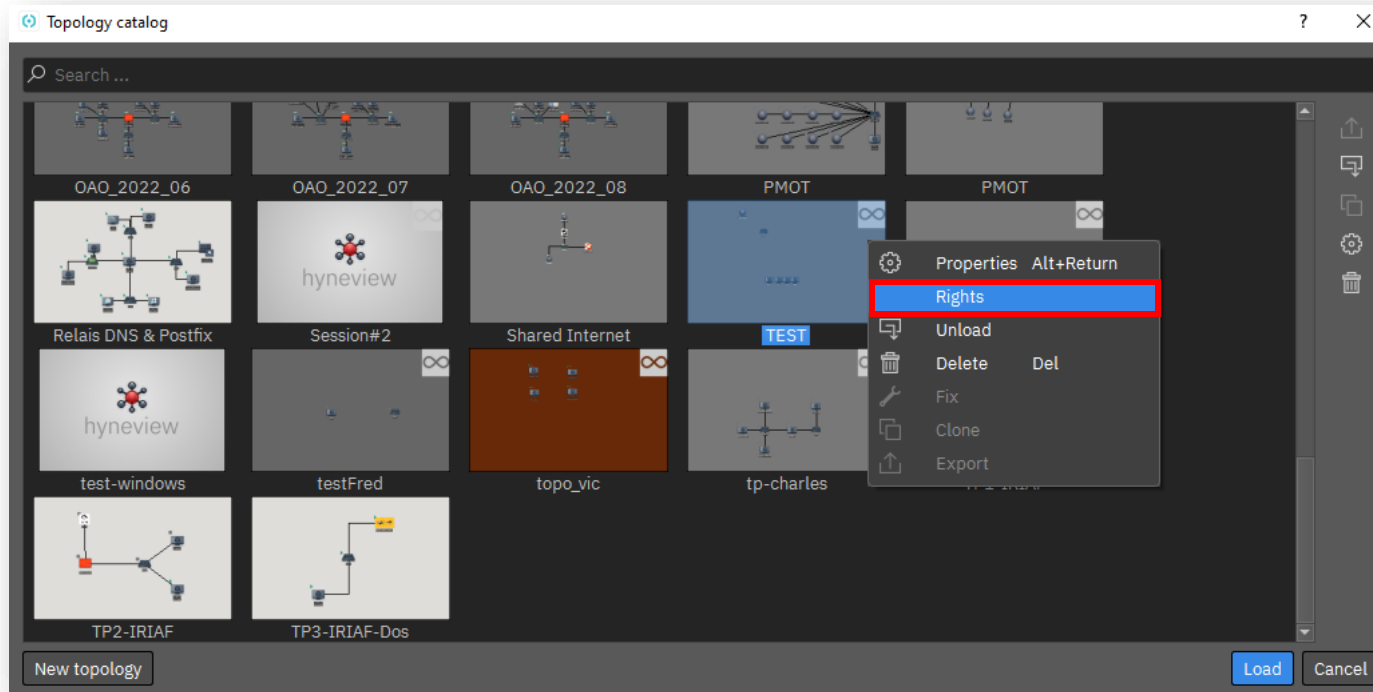 Topology catalog
?
Search ...
OAO_2022_06
OAO_2022_07
OAO_2022_08
PMOT
PMOT
hyneview
Relais DNS & Postfix
Session#2
Shared Internet
TEST
Properties Alt+Return
Rights
Unload
Delete Del
Fix
Clone
Export
hyneview
test-windows
testFred
topo_vic
tp-charles
TP2-IRIAF
TP3-IRIAF-Dos
New topology
Load
Cancel